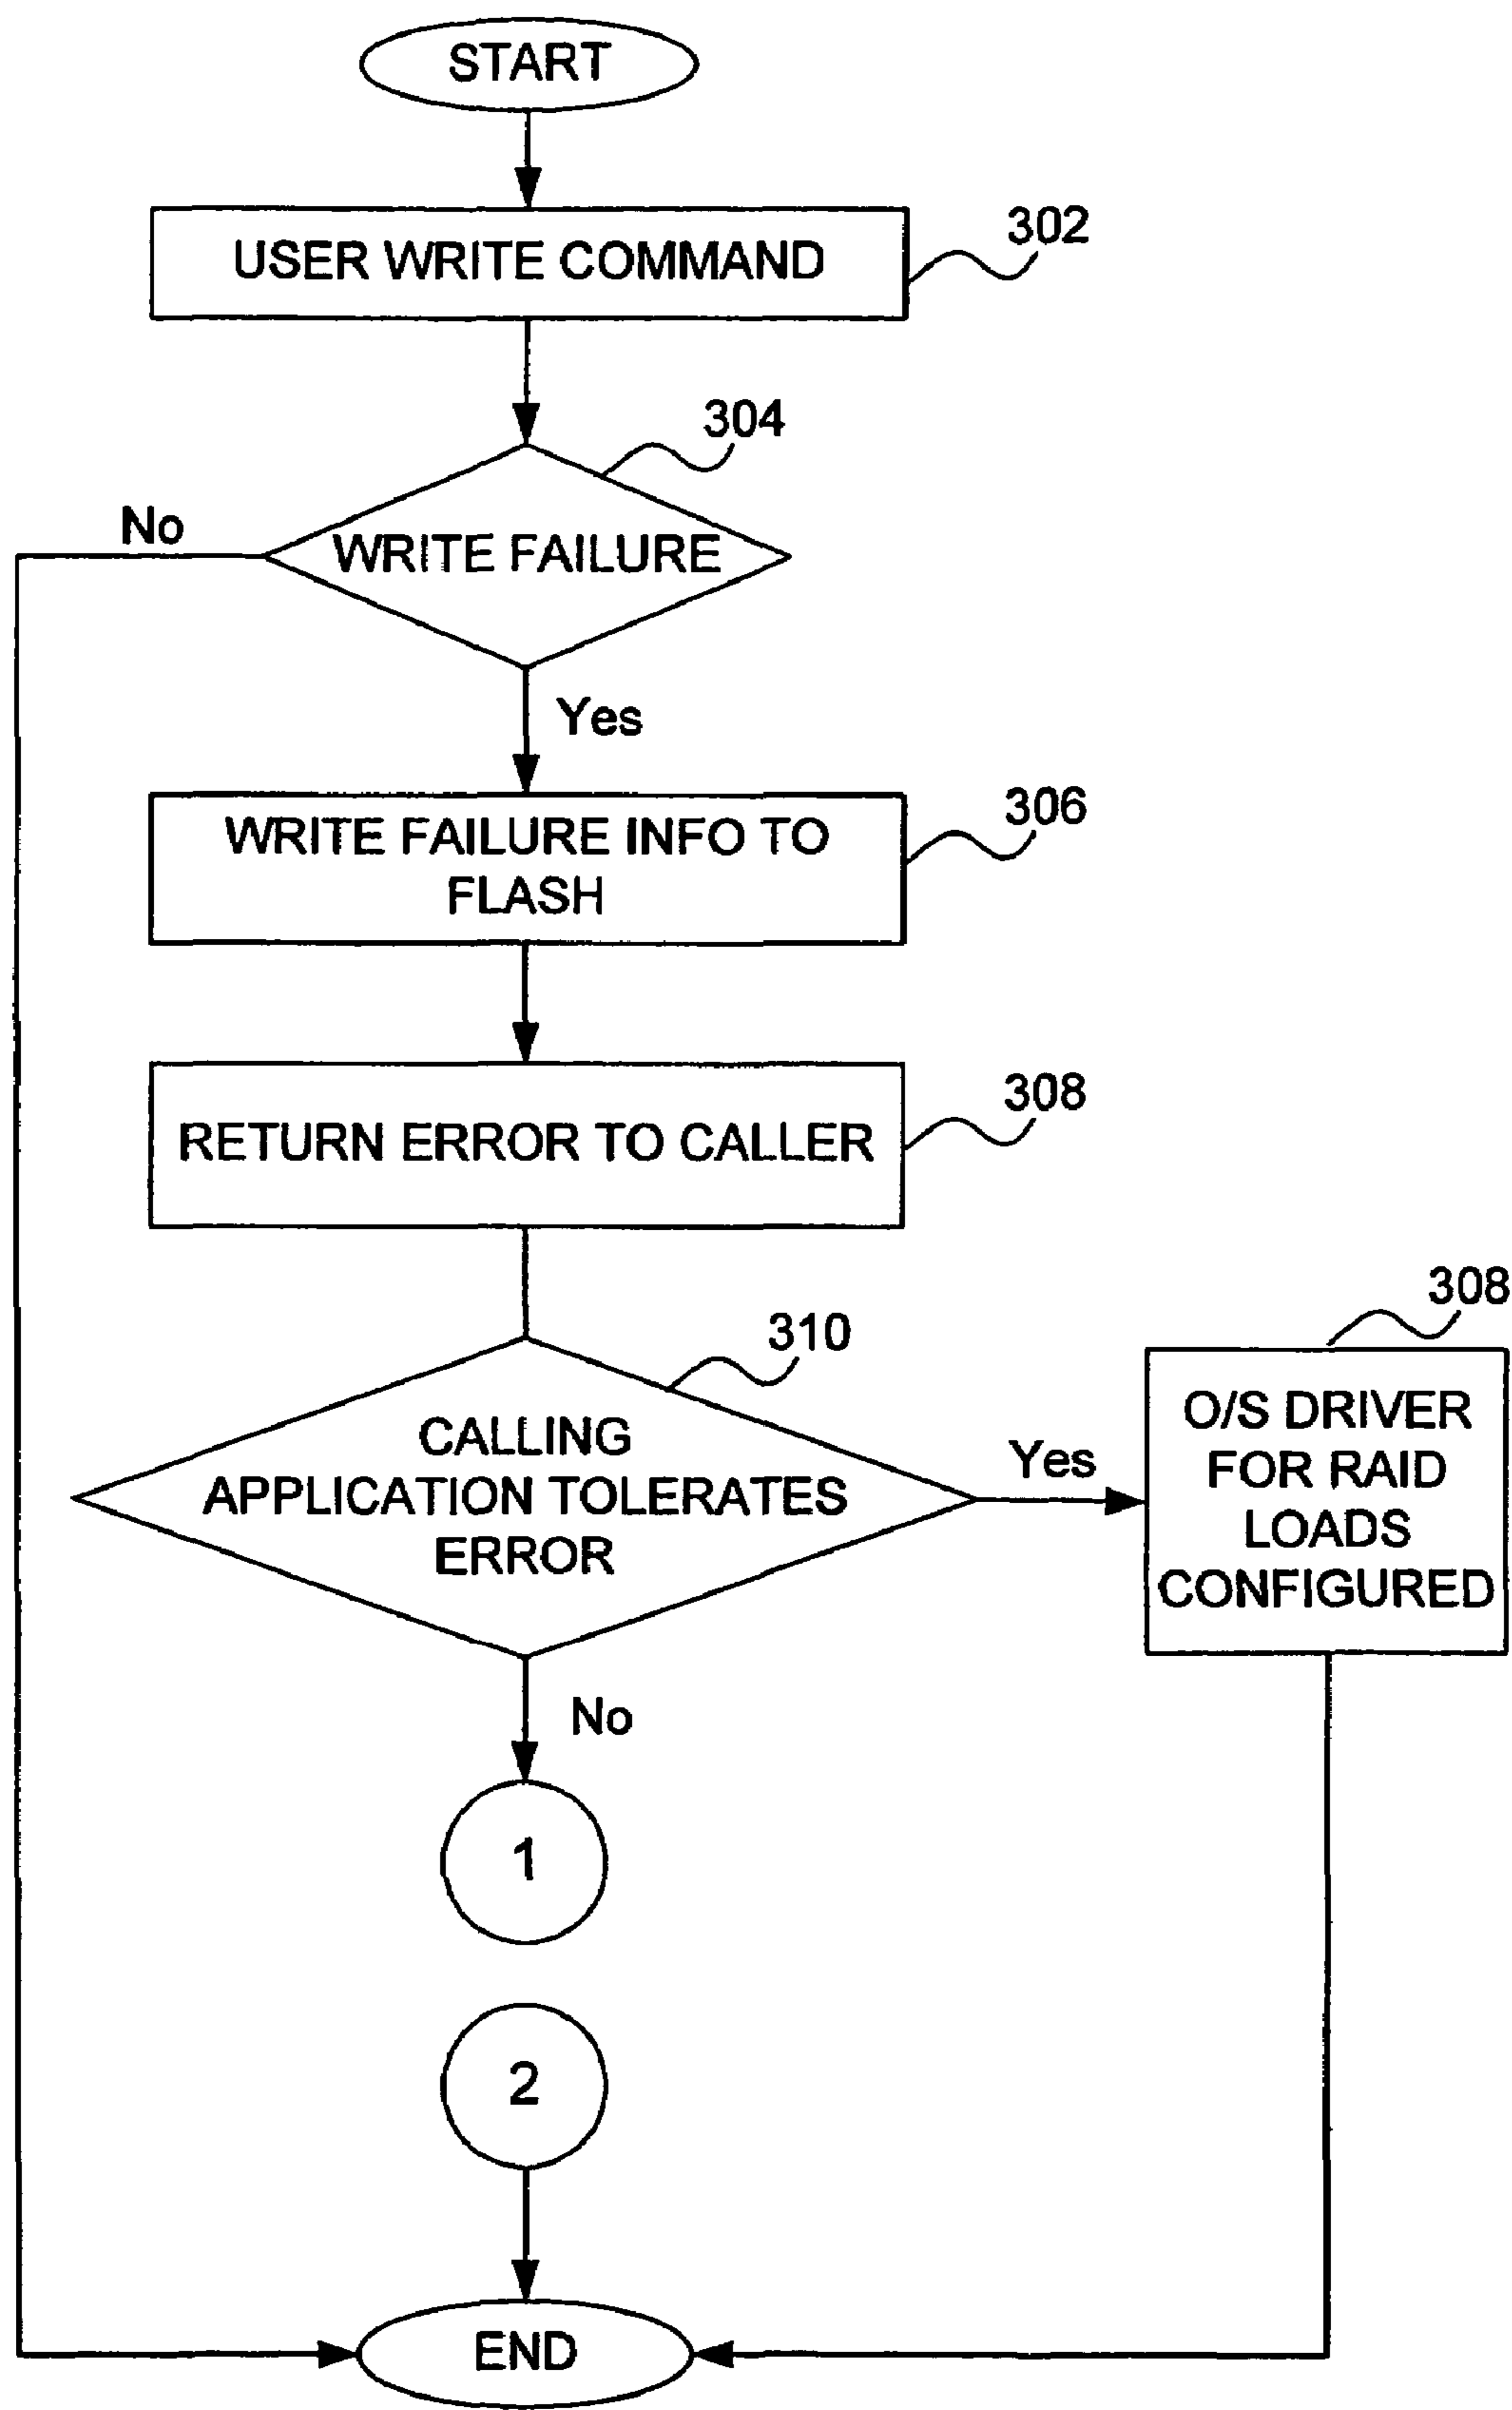 START
USER WRITE COMMAND
302
304
No
WRITE FAILURE
Yes
306
WRITE FAILURE INFO TO
FLASH
308
RETURN ERROR TO CALLER
308
310
CALLING
APPLICATION TOLERATES
ERROR
Yes
O/S DRIVER
FOR RAID
LOADS
CONFIGURED
No
1
2
END